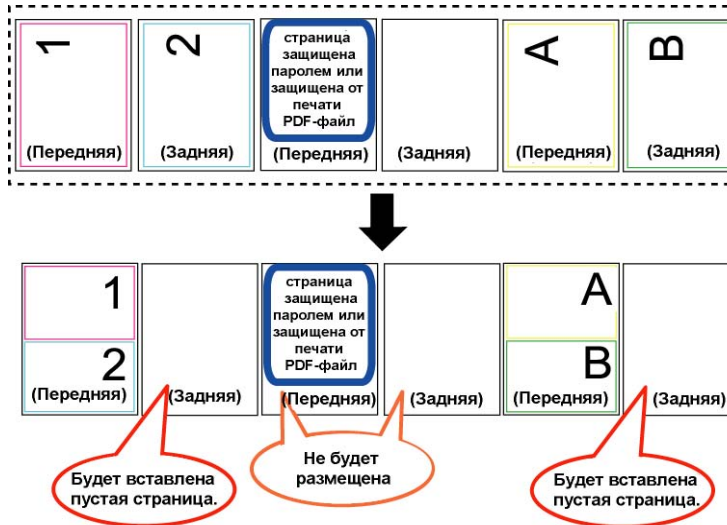 1
2
страница
защищена
паролем или
защищена от
печати
PDF-файл
A
B
(Передняя)
(Задняя)
(Передняя)
(Задняя)
(Передняя)
(Задняя)
1
2
(Передняя)
(Задняя)
страница
защищена
паролем или
защищена от
печати
PDF-файл
(Передняя)
(Задняя)
A
B
(Передняя)
(Задняя)
Будет вставлена
пустая страница.
Не будет
размещена
Будет вставлена
пустая страница.